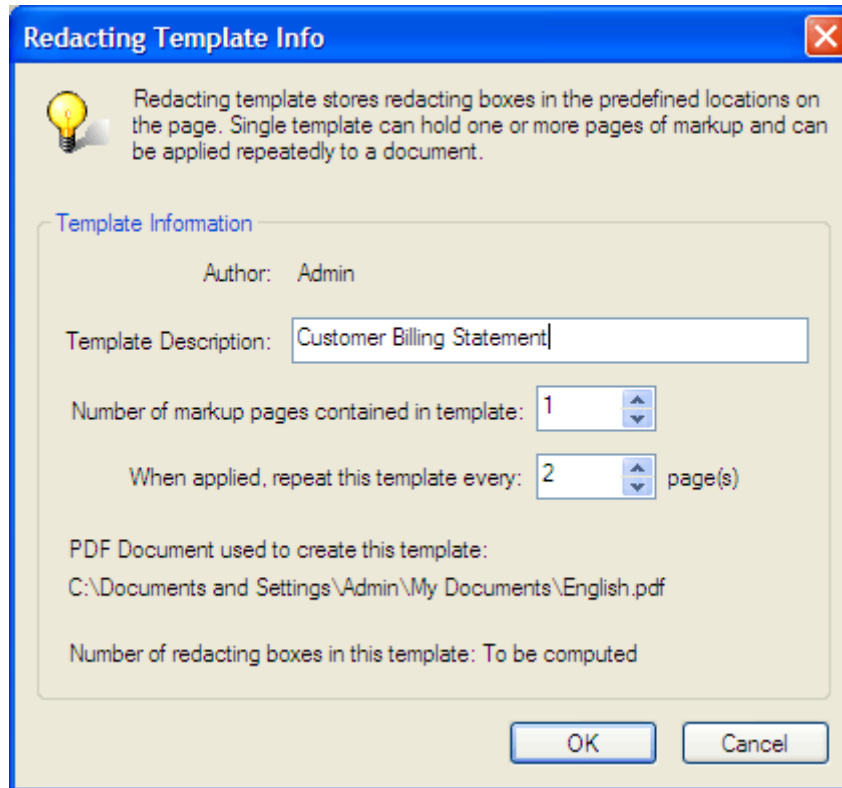 Redacting Template Info
Redacting template stores redacting boxes in the predefined locations on
the page. Single template can hold one or more pages of markup and can
be applied repeatedly to a document.
Template Information
Author: Admin
Template Description: Customer Billing Statement
Number of markup pages contained in template: 1
When applied, repeat this template every: 2 page(s)
PDF Document used to create this template:
C:\Documents and Settings\Admin\My Documents\English.pdf
Number of redacting boxes in this template: To be computed
OK Cancel